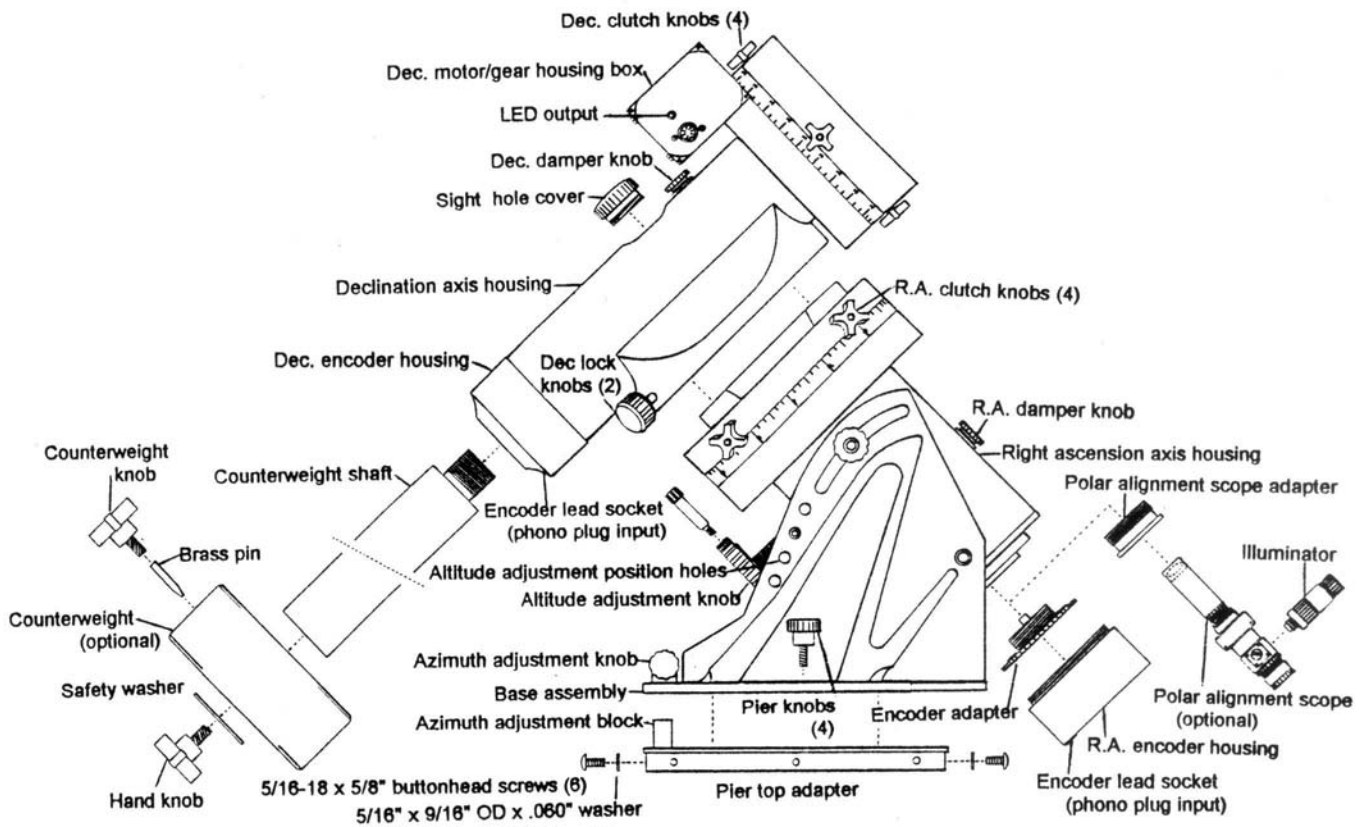 Dec. clutch knobs (4)
Dec. motor/gear housing box
LED output
Dec. damper knob
Sight hole cover
Declination axis housing
R.A. clutch knobs (4)
Dec. encoder housing
Dec lock
knobs (2)
R.A. damper knob
Right ascension axis housing
Counterweight
knob
Counterweight shaft
Polar alignment scope adapter
Encoder lead socket
(phono plug input)
Illuminator
Brass pin
Altitude adjustment position holes
Altitude adjustment knob
Counterweight
(optional)
Azimuth adjustment knob
Safety washer
Base assembly
Pier knobs
(4)
Encoder adapter
Polar alignment scope
(optional)
Azimuth adjustment block
R.A. encoder housing
Hand knob
5/16-18 x 5/8" buttonhead screws (6)
5/16" x 9/16" OD x .060" washer
Pier top adapter
Encoder lead socket
(phono plug input)